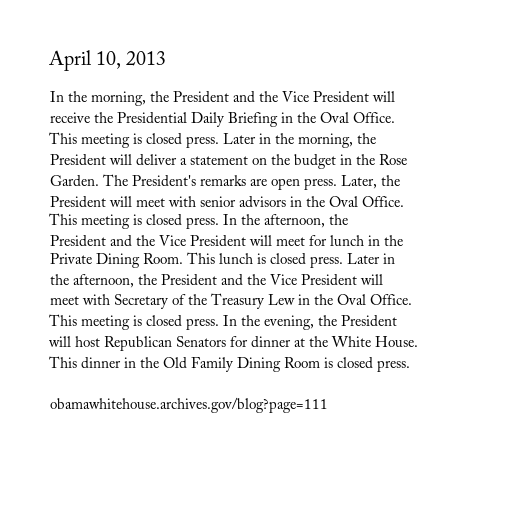 April 10, 2013
In the morning, the President and the Vice President will
receive the Presidential Daily Briefing in the Oval Office.
This meeting is closed press. Later in the morning, the
President will deliver a statement on the budget in the Rose
Garden. The President's remarks are open press. Later, the
President will meet with senior advisors in the Oval Office.
This meeting is closed press. In the afternoon, the
President and the Vice President will meet for lunch in the
Private Dining Room. This lunch is closed press. Later in
the afternoon, the President and the Vice President will
meet with Secretary of the Treasury Lew in the Oval Office.
This meeting is closed press. In the evening, the President
will host Republican Senators for dinner at the White House.
This dinner in the Old Family Dining Room is closed press.
obamawhitehouse.archives.gov/blog?page=111